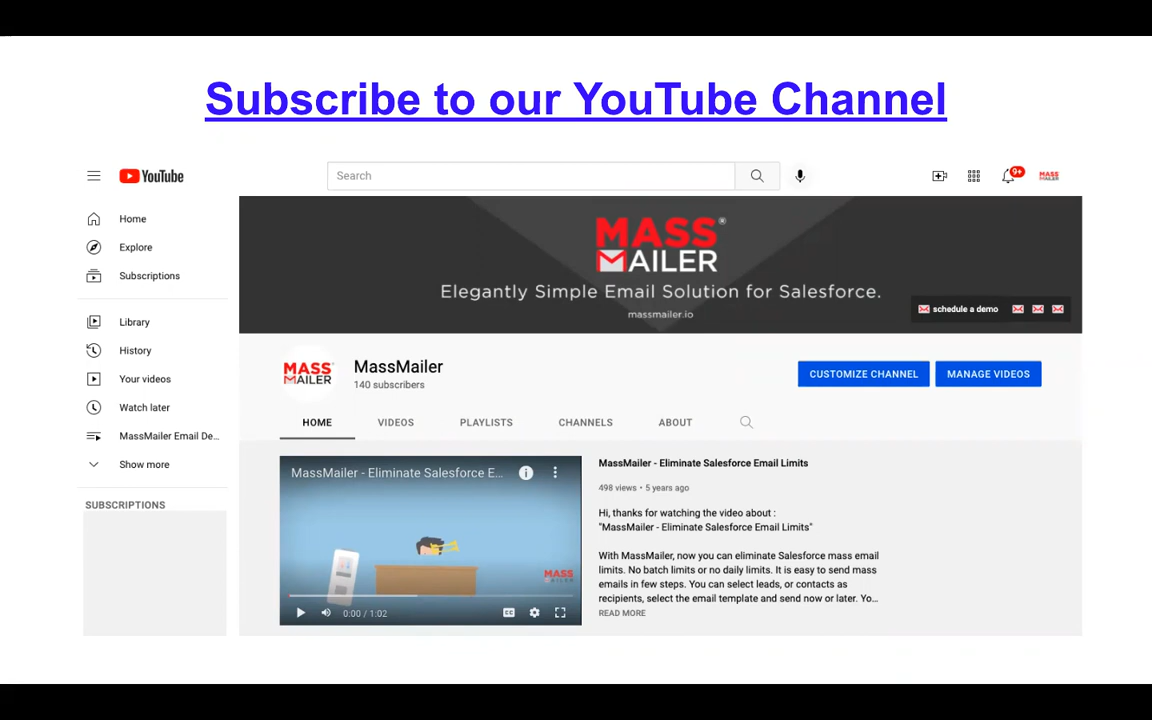 Subscribe to our YouTube Channel
YouTube
Search
9+
MASS
MAILER
Home
Explore
Subscriptions
Library
History
Your videos
Watch later
MassMailer Email De...
Show more
SUBSCRIPTIONS
MASS®
MAILER
Elegantly Simple Email Solution for Salesforce.
massmailer.io
schedule a demo
MASS
MAILER
MassMailer
140 subscribers
CUSTOMIZE CHANNEL
MANAGE VIDEOS
HOME
VIDEOS
PLAYLISTS
CHANNELS
ABOUT
MassMailer - Eliminate Salesforce E...
MASS
MAILER
0:00 / 1:02
CC
MassMailer - Eliminate Salesforce Email Limits
498 views • 5 years ago
Hi, thanks for watching the video about :
"MassMailer - Eliminate Salesforce Email Limits"
With MassMailer, now you can eliminate Salesforce mass email
limits. No batch limits or no daily limits. It is easy to send mass
emails in few steps. You can select leads, or contacts as
recipients, select the email template and send now or later. Yo...
READ MORE